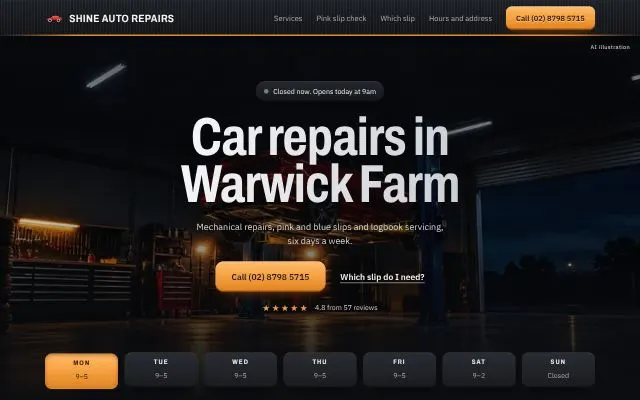 SHINE AUTO REPAIRS
Services
Pink slip check
Which slip
Hours and address
Call (02) 8798 5715
AI illustration
Closed now. Opens today at 9am
Car repairs in
Warwick Farm
Mechanical repairs, pink and blue slips and logbook servicing,
six days a week.
Call (02) 8798 5715
Which slip do I need?
★★★★★ 4.8 from 57 reviews
MON
9–5
TUE
9–5
WED
9–5
THU
9–5
FRI
9–5
SAT
9–2
SUN
Closed